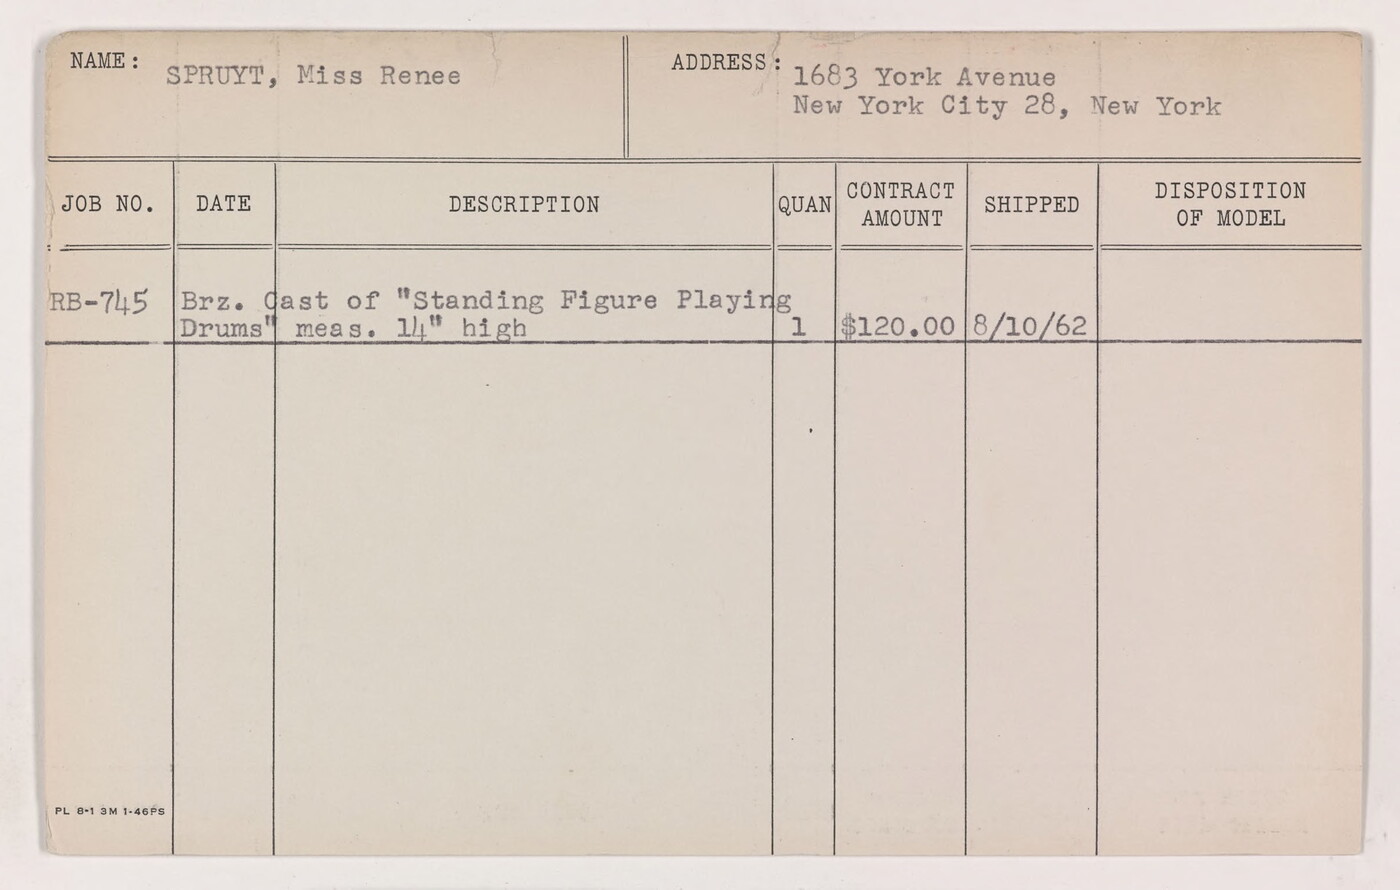 NAME: SPRUYT, Miss Renee
ADDRESS: 1683 York Avenue
New York City 28, New York
JOB NO. DATE DESCRIPTION QUAN CONTRACT AMOUNT SHIPPED DISPOSITION OF MODEL
RB-745 Brz. Cast of "Standing Figure Playing
Drums" meas. 14" high 1 $120.00 8/10/62
PL 8-1 3M 1-46PS